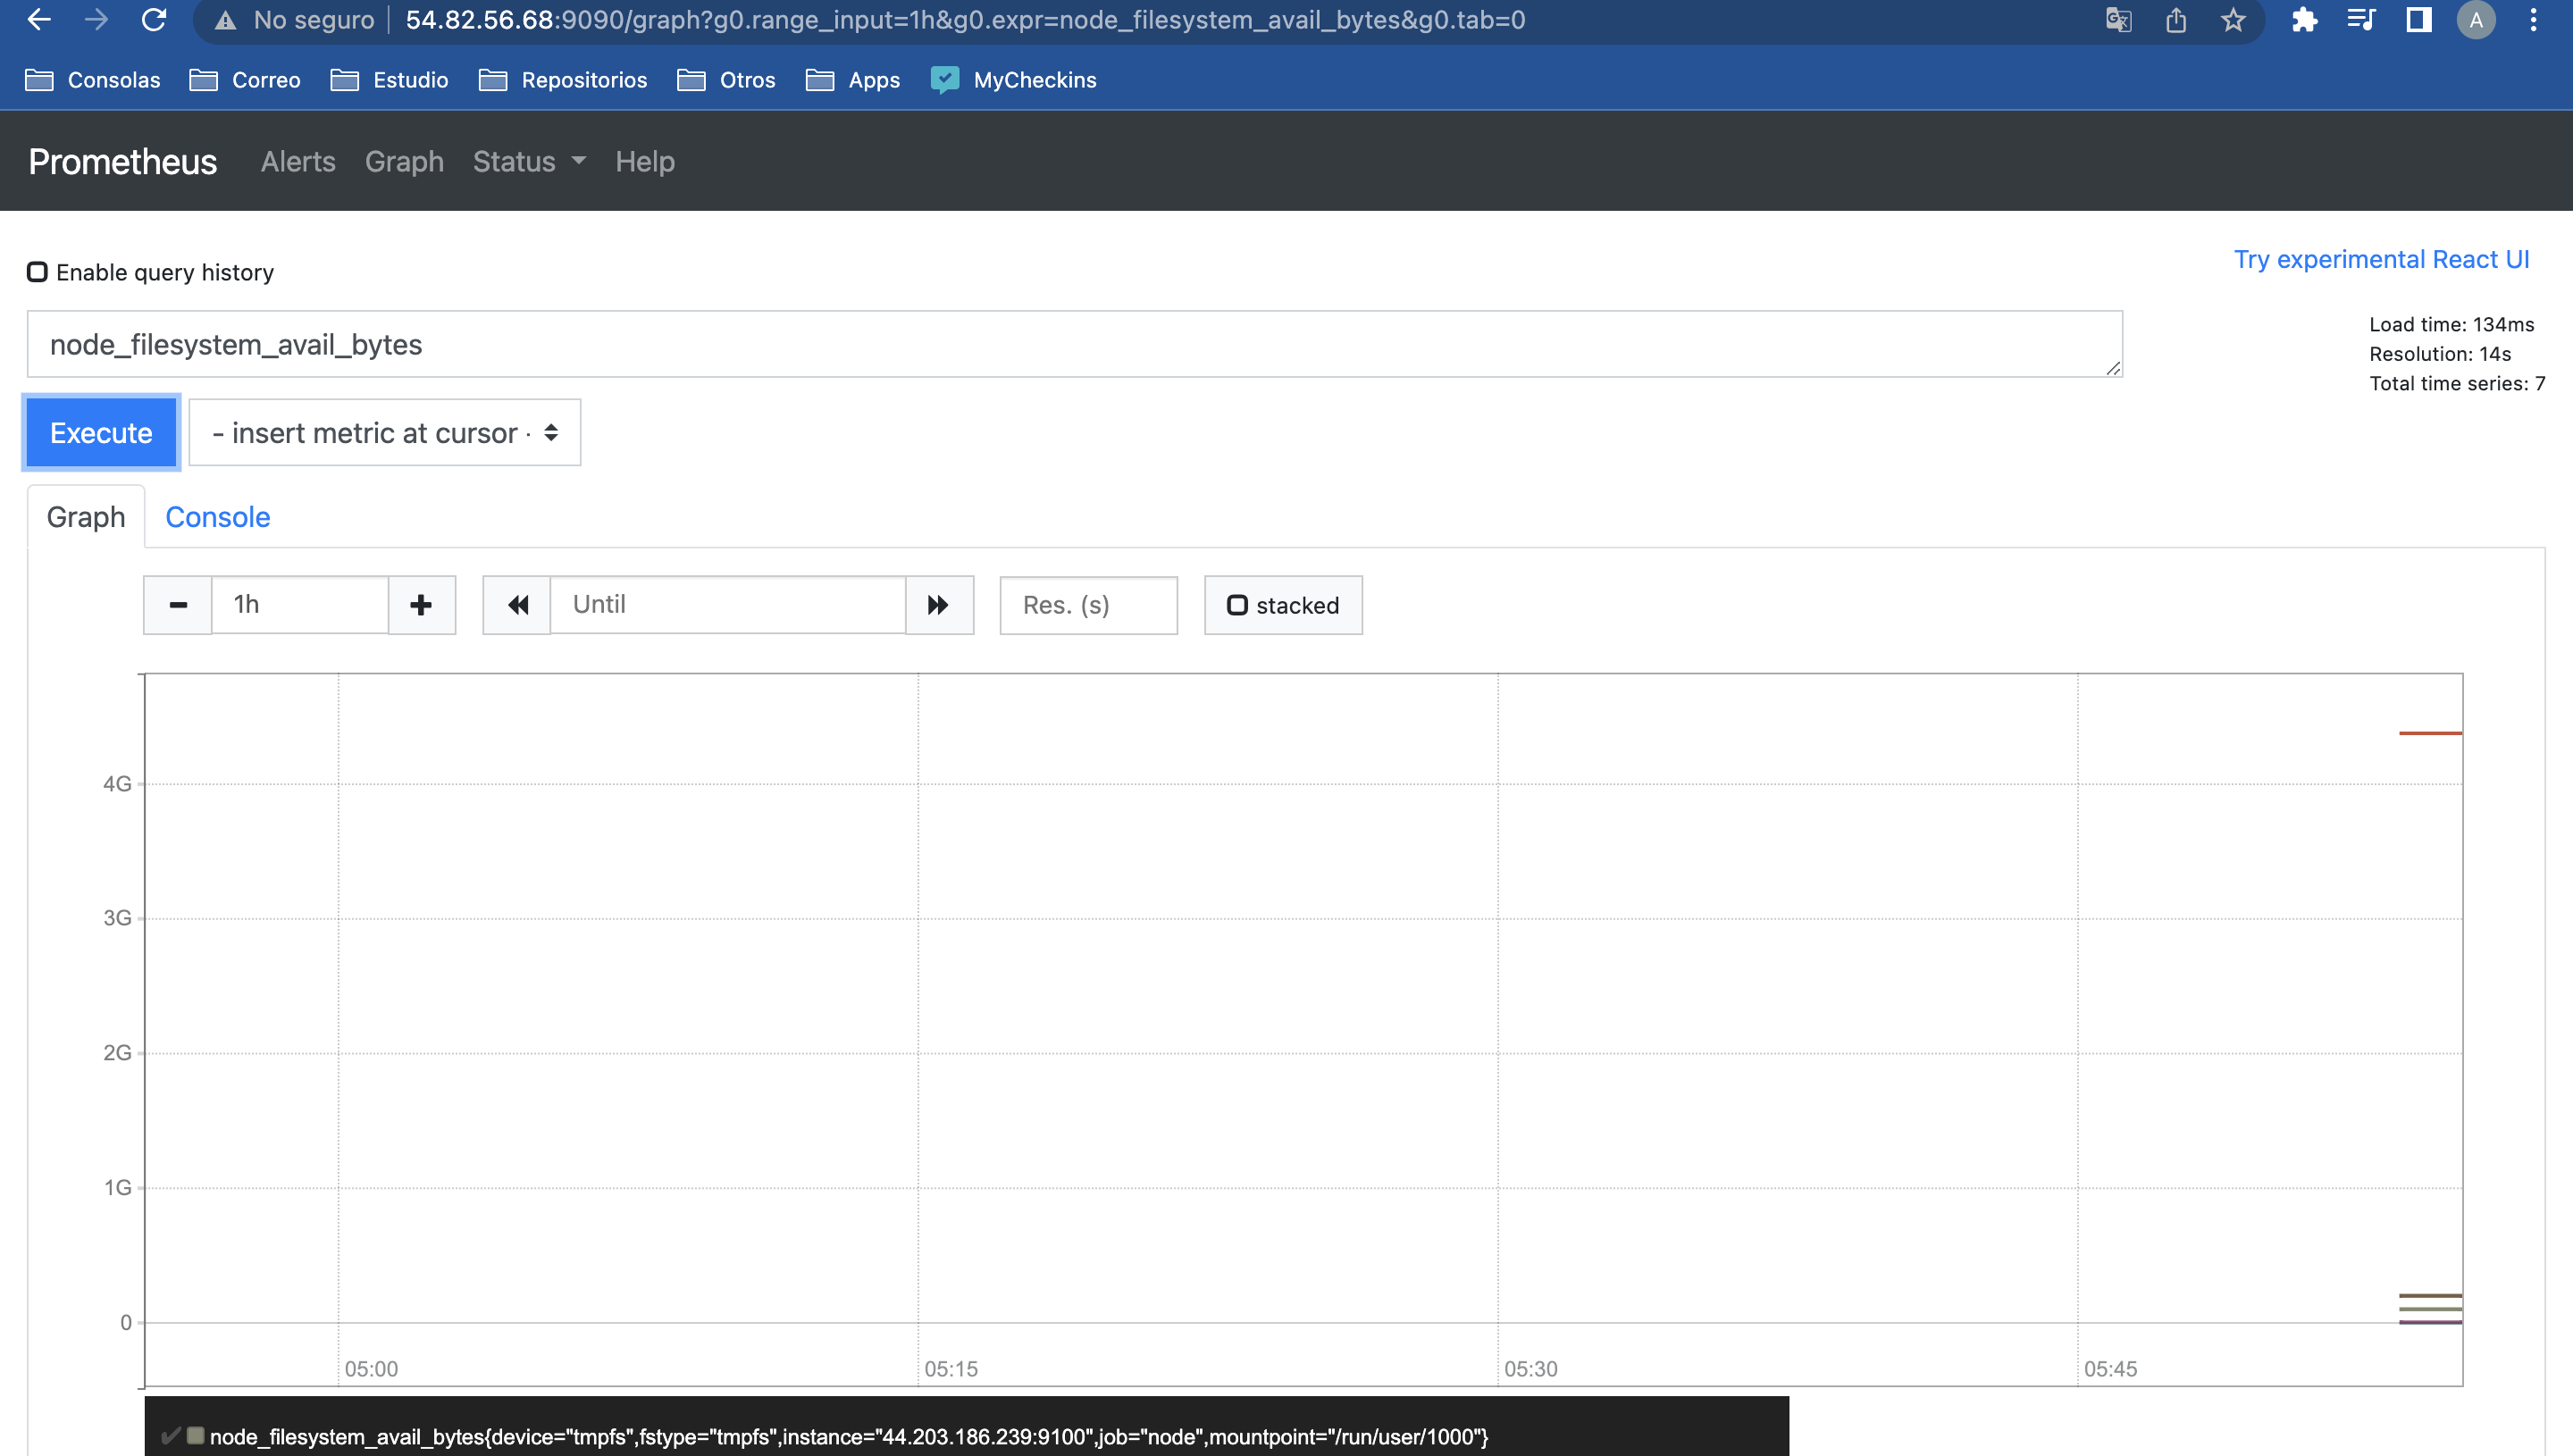 No seguro | 54.82.56.68:9090/graph?g0.range_input=1h&g0.expr=node_filesystem_avail_bytes&g0.tab=0
A
Consolas Correo Estudio Repositorios Otros Apps MyCheckins
Prometheus Alerts Graph Status Help
Enable query history
Try experimental React UI
node_filesystem_avail_bytes
Load time: 134ms
Resolution: 14s
Total time series: 7
Execute - insert metric at cursor -
Graph Console
1h Until Res. (s) stacked
4G
3G
2G
1G
0
05:00 05:15 05:30 05:45
node_filesystem_avail_bytes{device="tmpfs",fstype="tmpfs",instance="44.203.186.239:9100",job="node",mountpoint="/run/user/1000"}